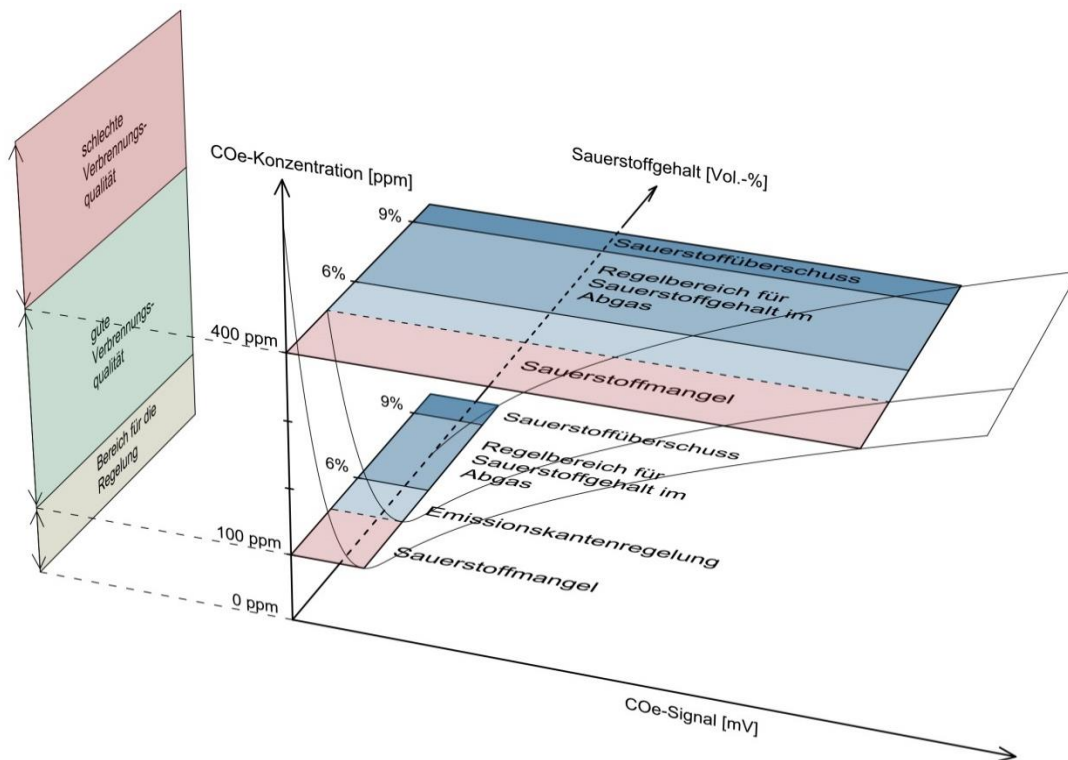 schlechte
Verbrennungs-
qualität
gute
Verbrennungs-
qualität
Bereich für die
Regelung
COe-Konzentration [ppm]
Sauerstoffgehalt [Vol.-%]
9%
6%
Sauerstoffüberschuss
Regelbereich für
Sauerstoffgehalt im
Abgas
400 ppm
Sauerstoffmangel
9%
6%
Sauerstoffüberschuss
Regelbereich für
Sauerstoffgehalt im
Abgas
Emissionskantenregelung
100 ppm
Sauerstoffmangel
0 ppm
COe-Signal [mV]